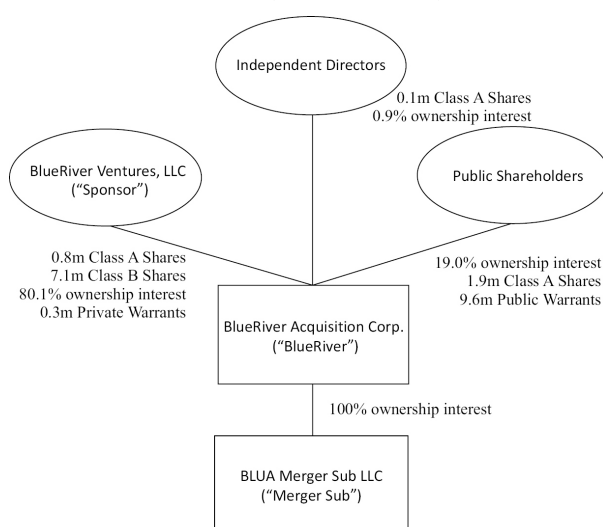 Independent Directors
0.1m Class A Shares
0.9% ownership interest
BlueRiver Ventures, LLC
(“Sponsor”)
Public Shareholders
0.8m Class A Shares
7.1m Class B Shares
80.1% ownership interest
0.3m Private Warrants
19.0% ownership interest
1.9m Class A Shares
9.6m Public Warrants
BlueRiver Acquisition Corp.
(“BlueRiver”)
100% ownership interest
BLUA Merger Sub LLC
(“Merger Sub”)